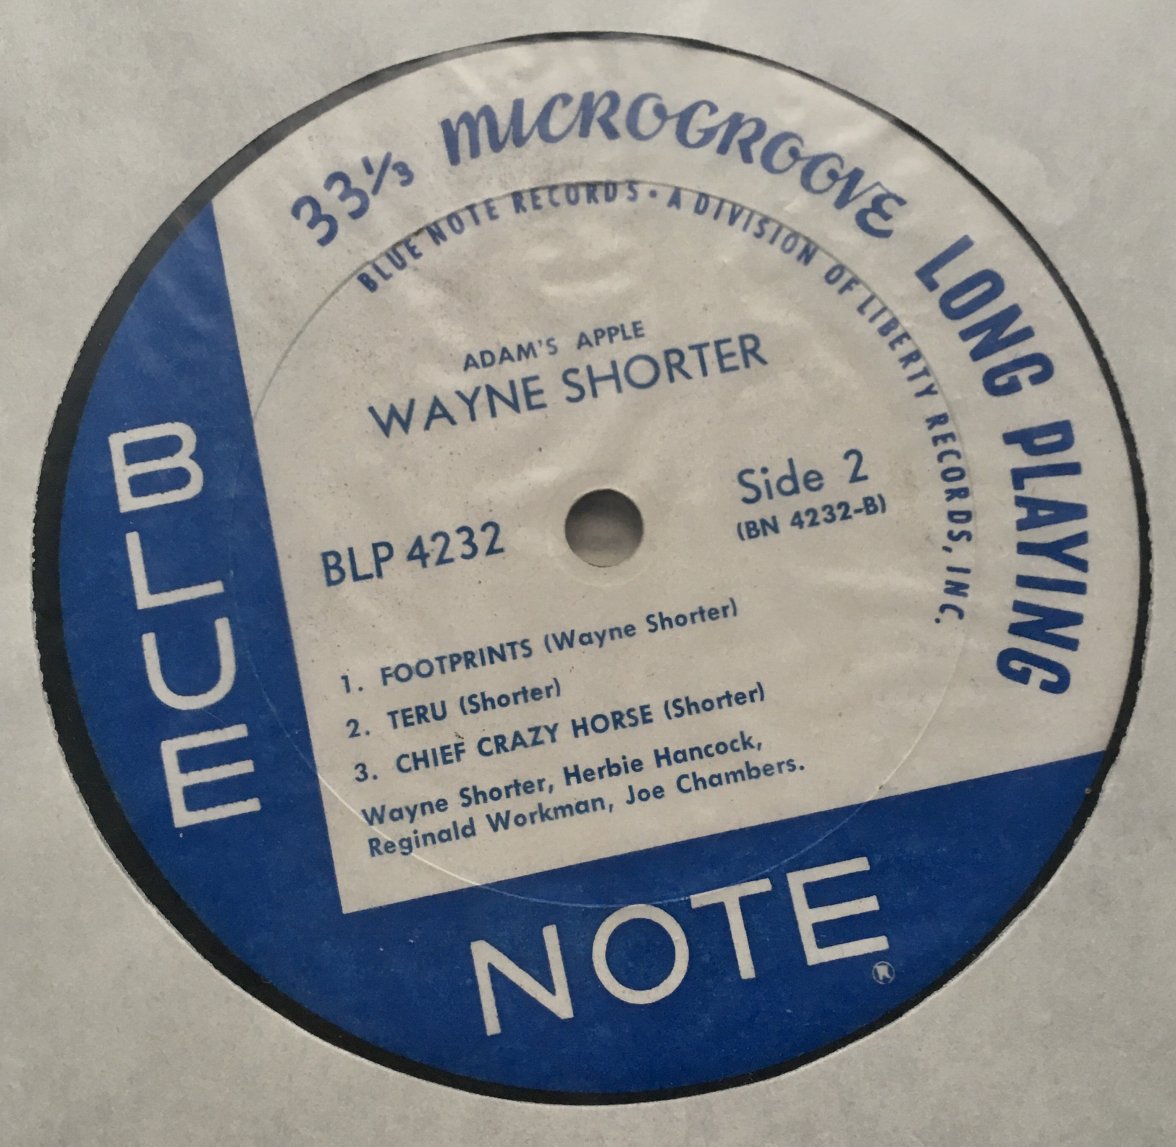 33⅓ MICROGROOVE LONG PLAYING
BLUE NOTE RECORDS • A DIVISION OF LIBERTY RECORDS, INC.
ADAM'S APPLE
WAYNE SHORTER
Side 2
BLP 4232
(BN 4232-B)
1. FOOTPRINTS (Wayne Shorter)
2. TERU (Shorter)
3. CHIEF CRAZY HORSE (Shorter)
Wayne Shorter, Herbie Hancock,
Reginald Workman, Joe Chambers.
BLUE
NOTE
®